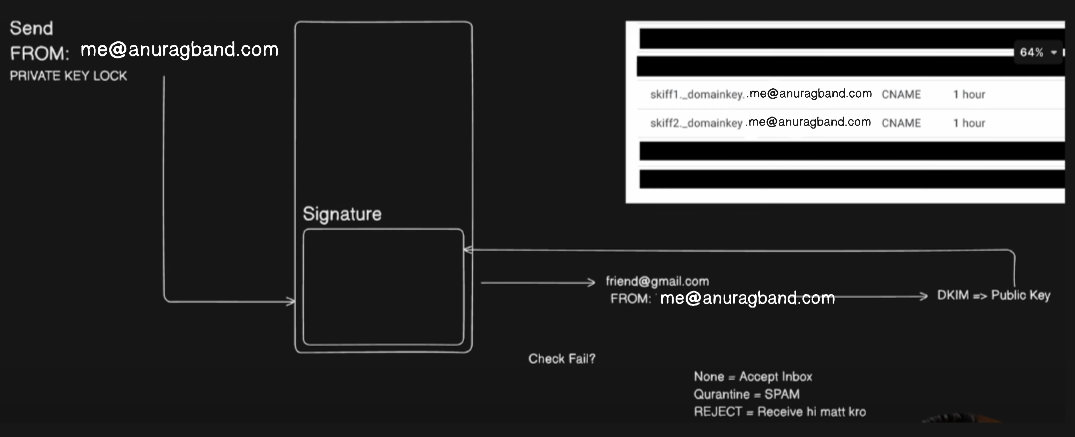 Send
FROM: me@anuragband.com
PRIVATE KEY LOCK
64%
skiff1._domainkey. .me@anuragband.com CNAME 1 hour
skiff2._domainkey .me@anuragband.com CNAME 1 hour
Signature
friend@gmail.com
FROM: me@anuragband.com
DKIM => Public Key
Check Fail?
None = Accept Inbox
Qurantine = SPAM
REJECT = Receive hi matt kro